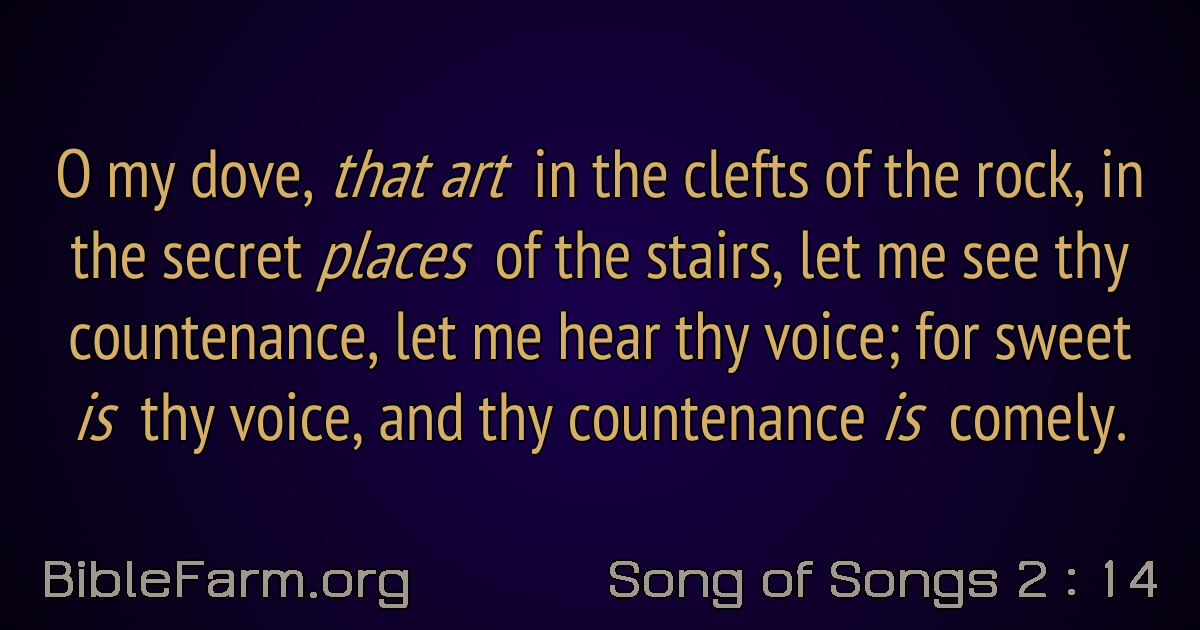 O my dove, that art in the clefts of the rock, in
the secret places of the stairs, let me see thy
countenance, let me hear thy voice; for sweet
is thy voice, and thy countenance is comely.
BibleFarm.org
Song of Songs 2 : 14